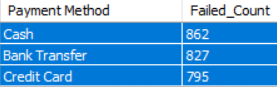 Payment Method Failed_Count
Cash 862
Bank Transfer 827
Credit Card 795